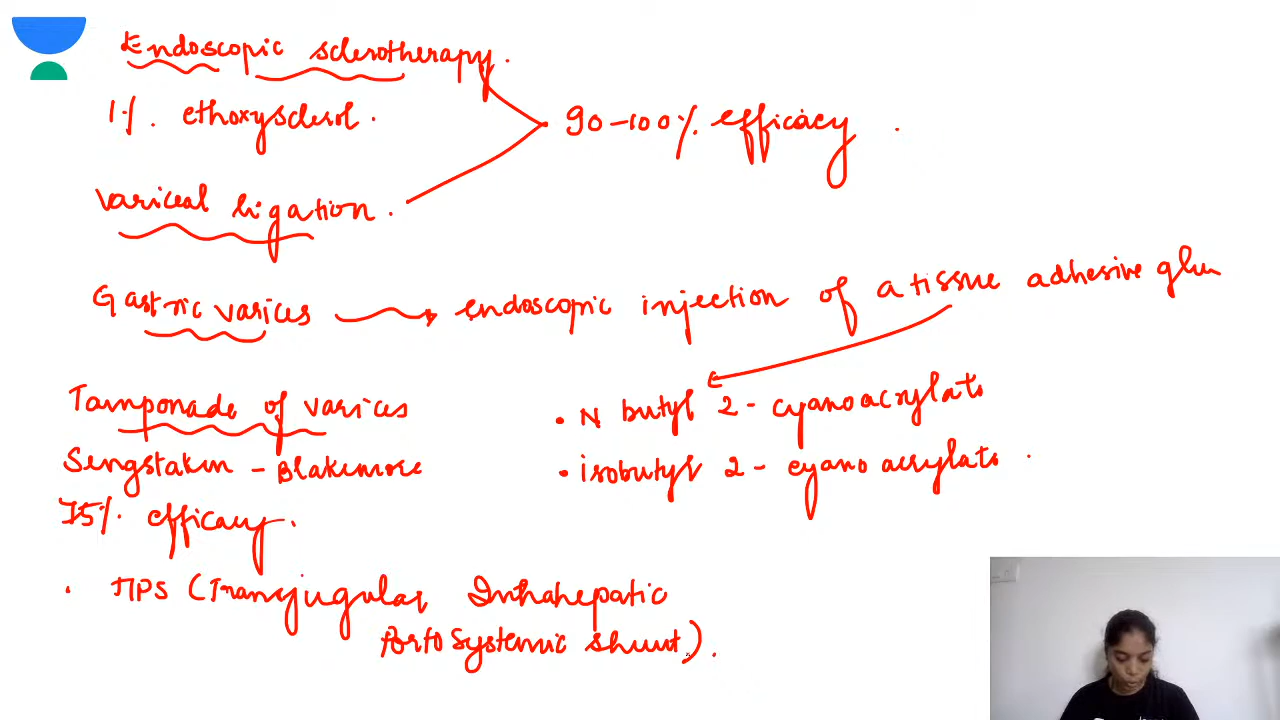 Endoscopic sclerotherapy.
1%. ethoxysclerol.
90-100% efficacy.
variceal ligation.
Gastric varices → endoscopic injection of a tissue adhesive glue
Tamponade of varices
• N butyl 2-cyanoacrylate
Sengstaken - Blakemore
• isobutyl 2-cyano acrylate.
75% efficacy.
• TIPS (Transjugular Intrahepatic
Porto Systemic shunt).